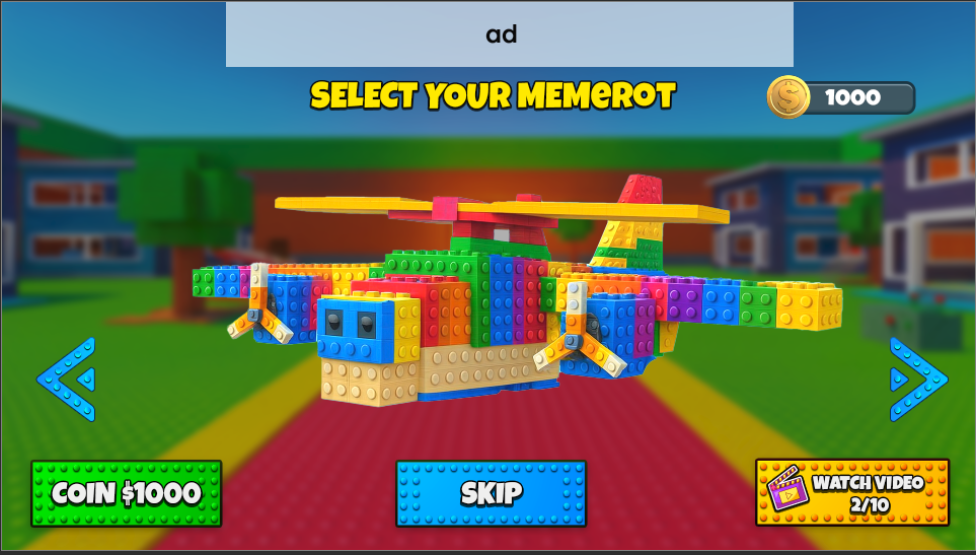 ad
SELECT YOUR MEMEROT
1000
COIN $1000
SKIP
WATCH VIDEO
2/10